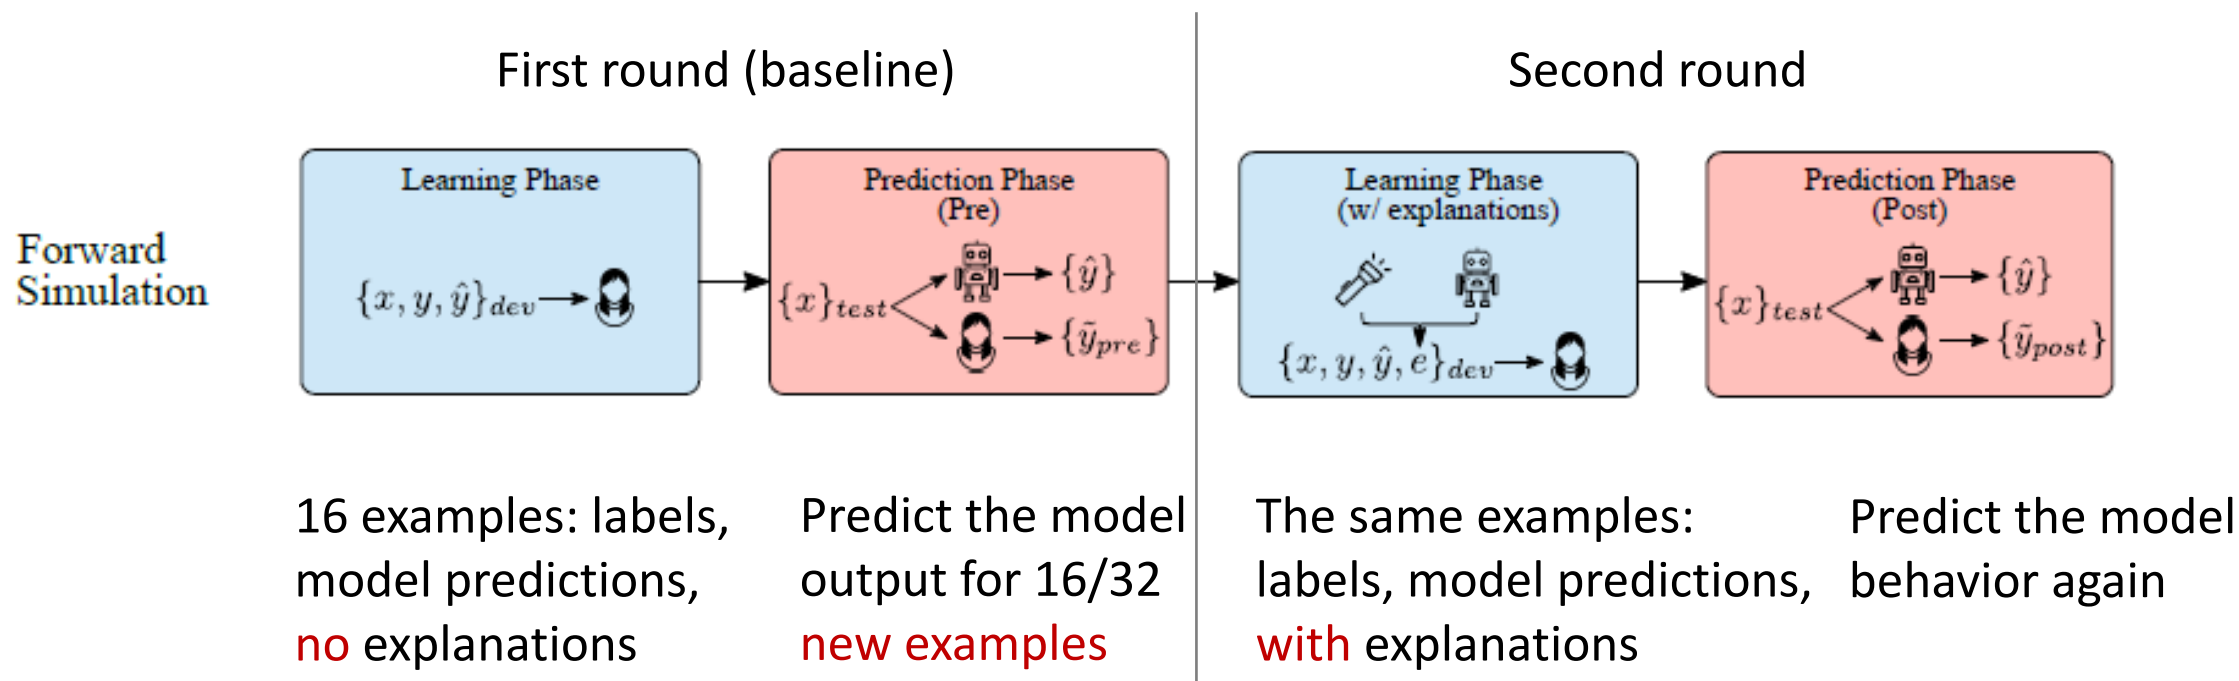 First round (baseline)
Second round
Forward
Simulation
Learning Phase
{x, y, ŷ}dev
Prediction Phase
(Pre)
{x}test
{ŷ}
{ỹpre}
Learning Phase
(w/ explanations)
{x, y, ŷ, e}dev
Prediction Phase
(Post)
{x}test
{ŷ}
{ỹpost}
16 examples: labels,
model predictions,
no explanations
Predict the model
output for 16/32
new examples
The same examples:
labels, model predictions,
with explanations
Predict the model
behavior again